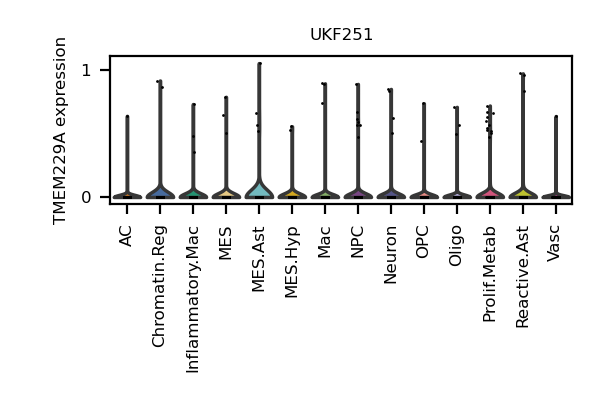 UKF251
TMEM229A expression
1
0
AC
Chromatin.Reg
Inflammatory.Mac
MES
MES.Ast
MES.Hyp
Mac
NPC
Neuron
OPC
Oligo
Prolif.Metab
Reactive.Ast
Vasc